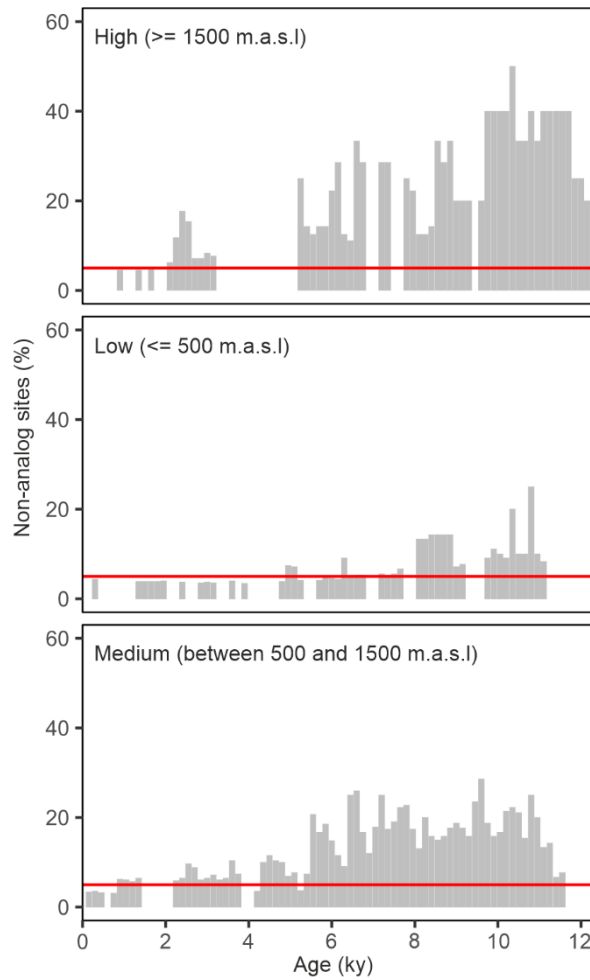 60
High (>= 1500 m.a.s.l)
40
20
0
60
Low (<= 500 m.a.s.l)
40
20
0
Non-analog sites (%)
60
Medium (between 500 and 1500 m.a.s.l)
40
20
0
0 2 4 6 8 10 12
Age (ky)